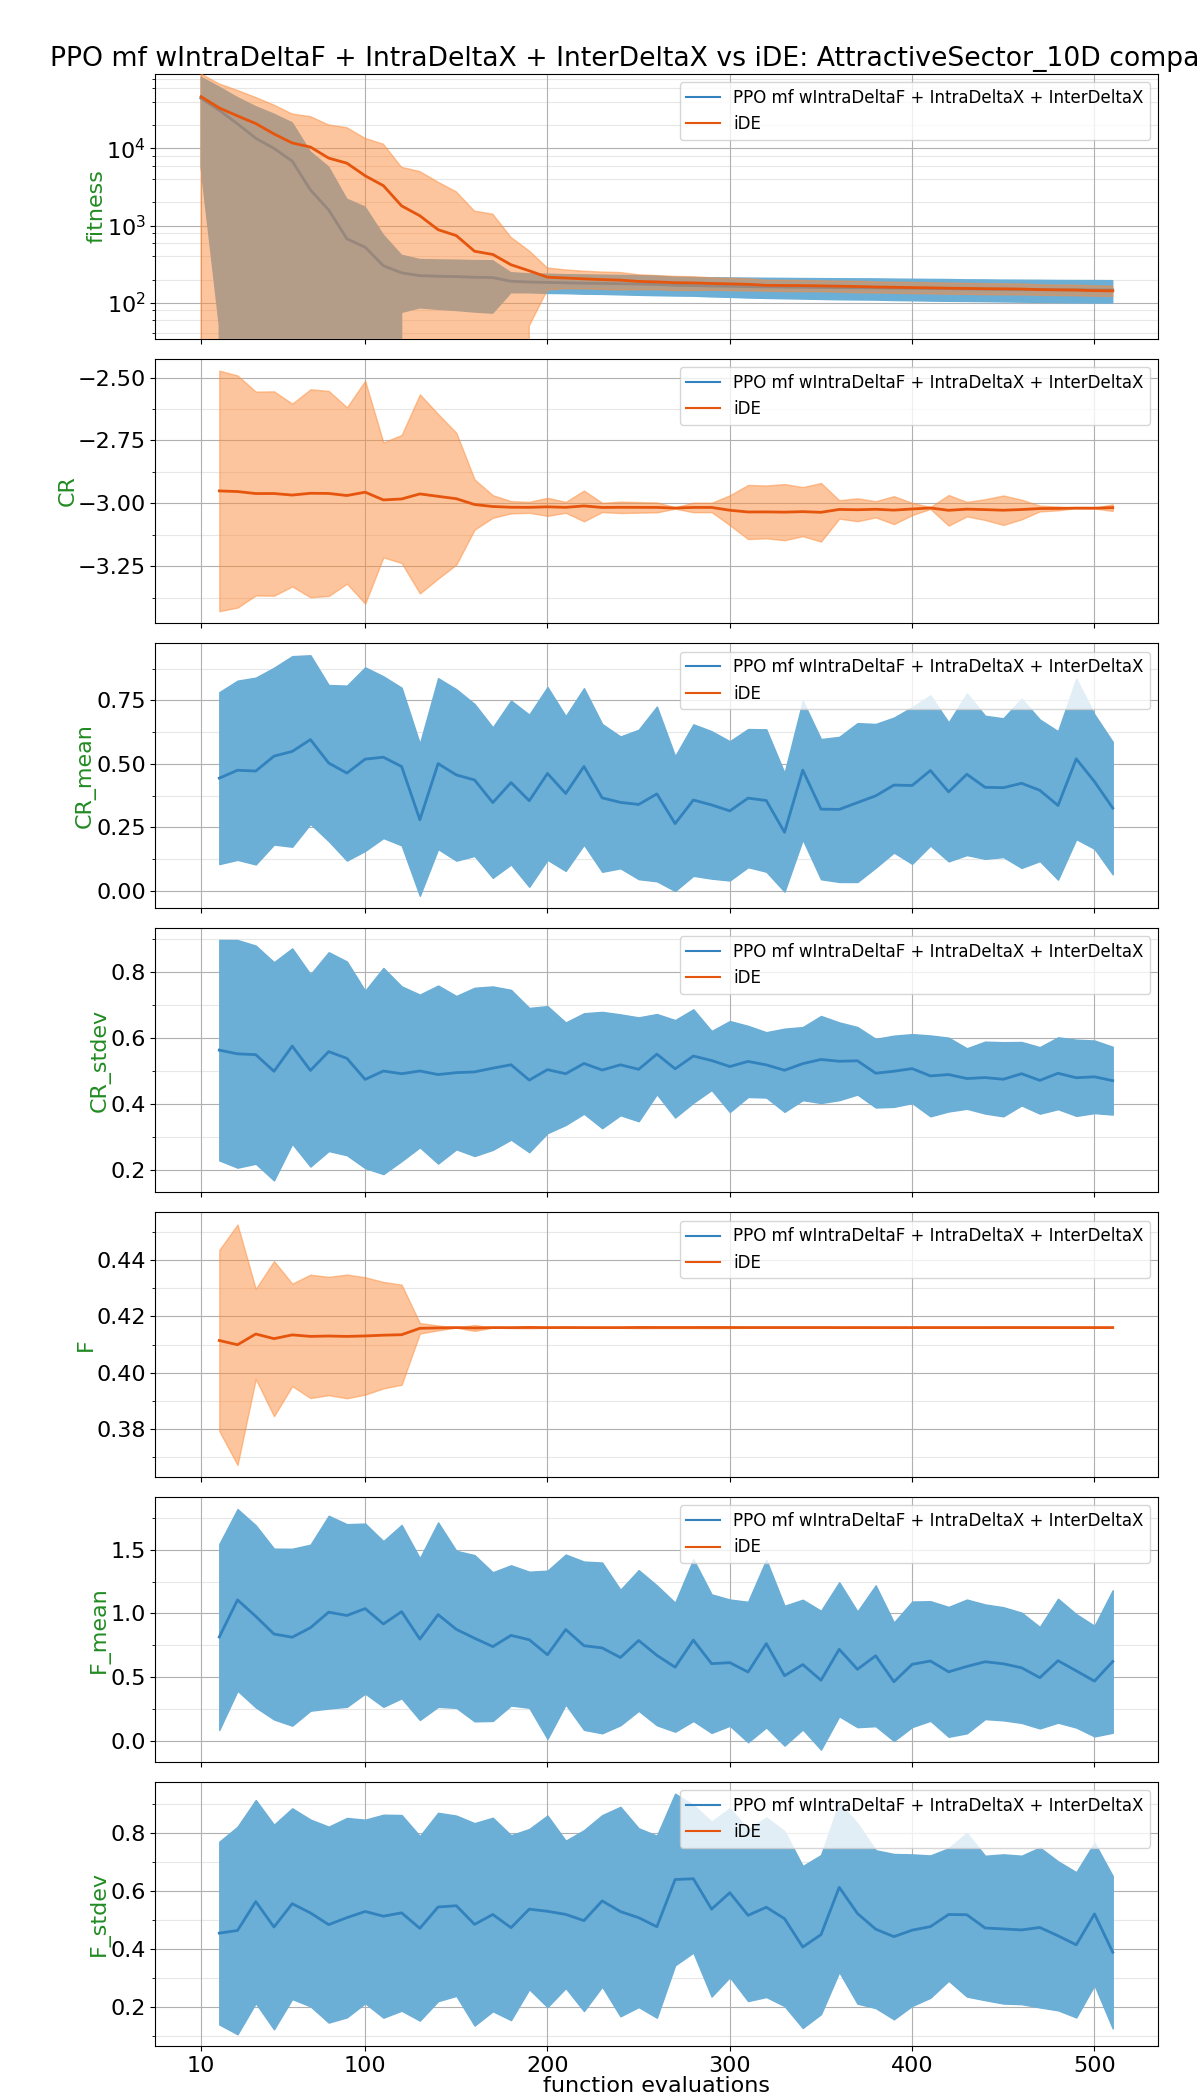 PPO mf wIntraDeltaF + IntraDeltaX + InterDeltaX vs iDE: AttractiveSector_10D compa
PPO mf wIntraDeltaF + IntraDeltaX + InterDeltaX
iDE
fitness
10^4
10^3
10^2
PPO mf wIntraDeltaF + IntraDeltaX + InterDeltaX
iDE
CR
−2.50
−2.75
−3.00
−3.25
PPO mf wIntraDeltaF + IntraDeltaX + InterDeltaX
iDE
CR_mean
0.75
0.50
0.25
0.00
PPO mf wIntraDeltaF + IntraDeltaX + InterDeltaX
iDE
CR_stdev
0.8
0.6
0.4
0.2
PPO mf wIntraDeltaF + IntraDeltaX + InterDeltaX
iDE
F
0.44
0.42
0.40
0.38
PPO mf wIntraDeltaF + IntraDeltaX + InterDeltaX
iDE
F_mean
1.5
1.0
0.5
0.0
PPO mf wIntraDeltaF + IntraDeltaX + InterDeltaX
iDE
F_stdev
0.8
0.6
0.4
0.2
10 100 200 300 400 500
function evaluations